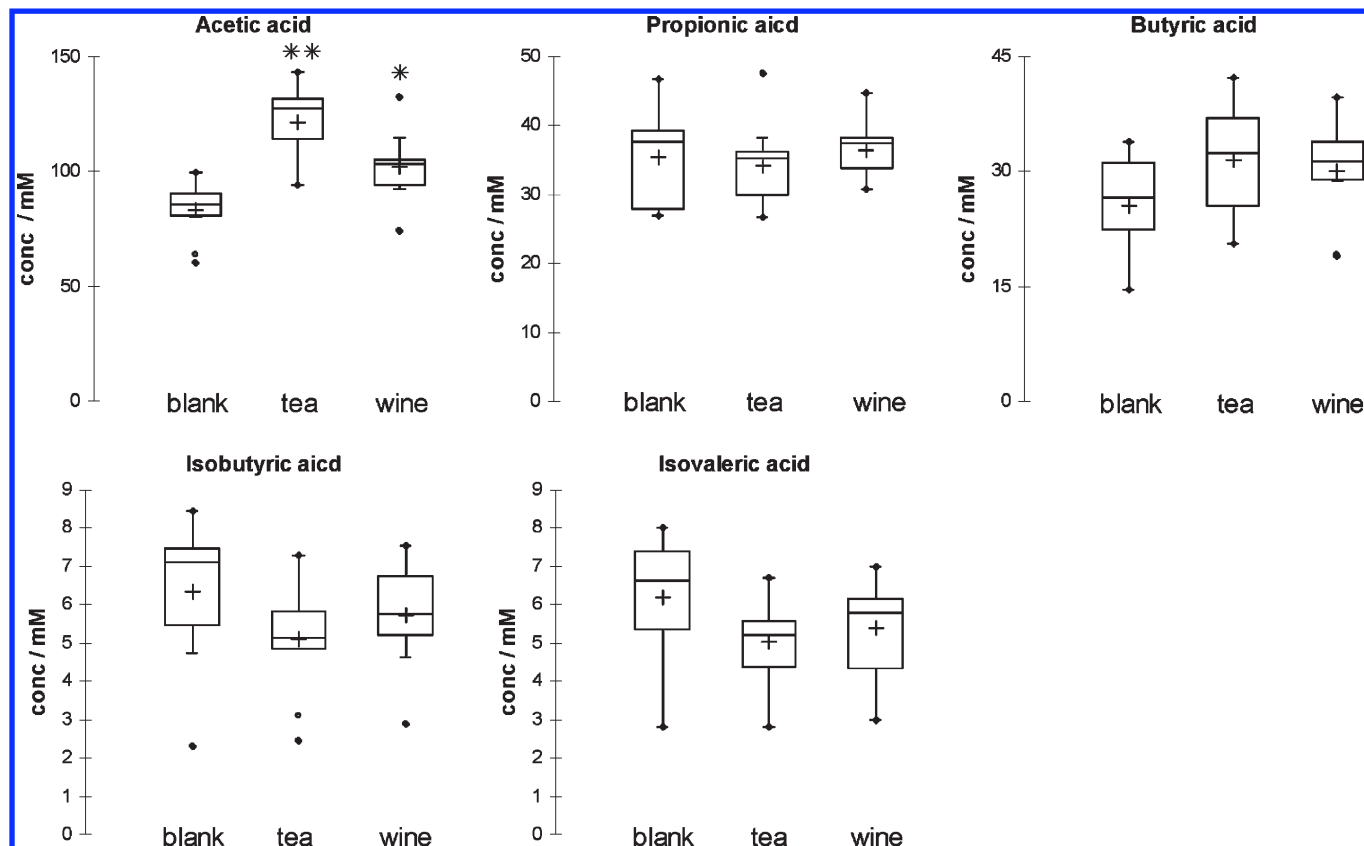 Acetic acid
150
100
50
0
conc / mM
**
*
blank tea wine
Propionic aicd
50
40
30
20
10
0
conc / mM
blank tea wine
Butyric acid
45
30
15
0
conc / mM
blank tea wine
Isobutyric aicd
9
8
7
6
5
4
3
2
1
0
conc / mM
blank tea wine
Isovaleric acid
9
8
7
6
5
4
3
2
1
0
conc / mM
blank tea wine